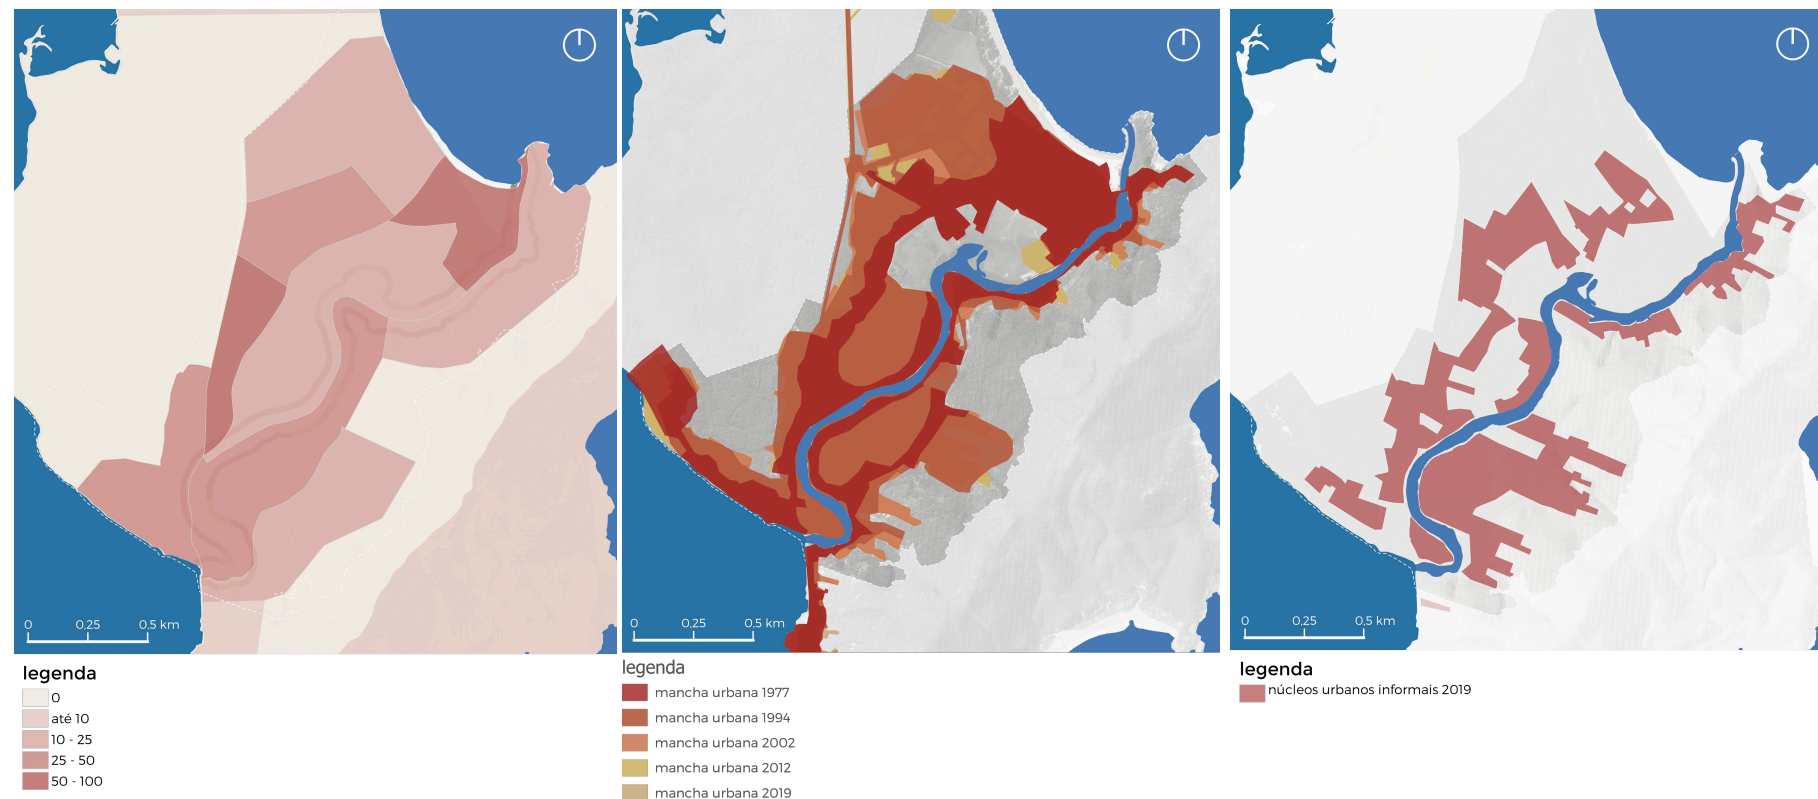 0 0,25 0,5 km
legenda
0
até 10
10 - 25
25 - 50
50 - 100
0 0,25 0,5 km
legenda
mancha urbana 1977
mancha urbana 1994
mancha urbana 2002
mancha urbana 2012
mancha urbana 2019
0 0,25 0,5 km
legenda
núcleos urbanos informais 2019